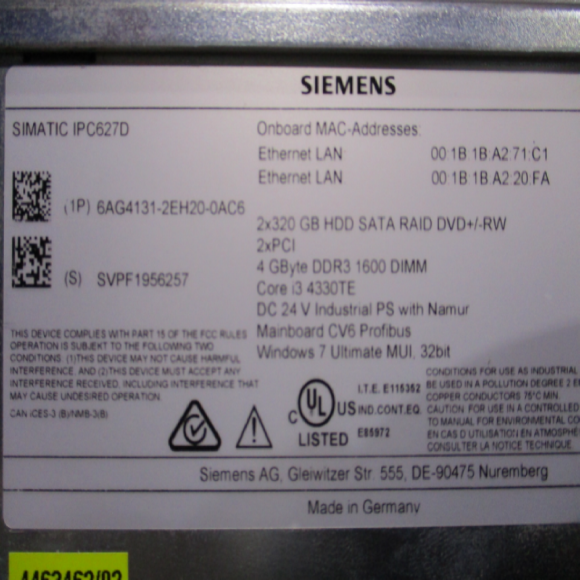 SIEMENS
SIMATIC IPC627D
Onboard MAC-Addresses:
Ethernet LAN 00:1B:1B:A2:71:C1
Ethernet LAN 00:1B:1B:A2:20:FA
(1P) 6AG4131-2EH20-0AC6
2x320 GB HDD SATA RAID DVD+/-RW
2xPCI
4 GByte DDR3 1600 DIMM
(S) SVPF1956257
Core i3 4330TE
DC 24 V Industrial PS with Namur
Mainboard CV6 Profibus
Windows 7 Ultimate MUI, 32bit
THIS DEVICE COMPLIES WITH PART 15 OF THE FCC RULES
OPERATION IS SUBJEKT TO THE FOLLOWING TWO
CONDITIONS: (1)THIS DEVICE MAY NOT CAUSE HARMFUL
INTERFERENCE, AND (2)THIS DEVICE MUST ACCEPT ANY
INTERFERENCE RECEIVED, INCLUDING INTERFERENCE THAT
MAY CAUSE UNDESIRED OPERATION.
CAN ICES-3 (B)/NMB-3(B)
C UL US
LISTED
I.T.E. E115352
IND.CONT.EQ.
E85972
CONDITIONS FOR USE AS INDUSTRIAL
BE USED IN A POLLUTION DEGREE 2
COPPER CONDUCTORS 75°C MIN.
CAUTION: FOR USE IN A CONTROLLED
TO MANUAL FOR ENVIRONMENTAL
EN CAS D'UTILISATION EN
CONSULTER LA NOTICE TECHNIQUE
Siemens AG, Gleiwitzer Str. 555, DE-90475 Nuremberg
Made in Germany